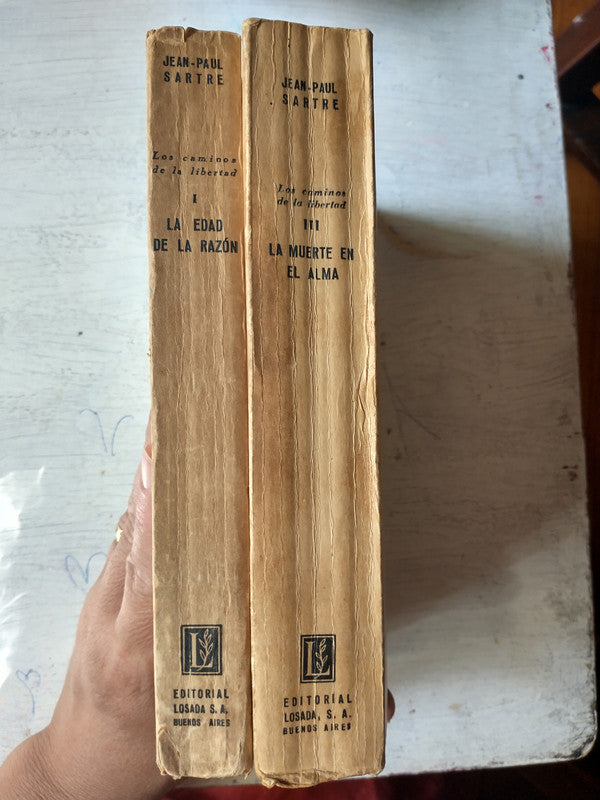 JEAN-PAUL
SARTRE
Los caminos
de la libertad
I
LA EDAD
DE LA RAZÓN
L
EDITORIAL
LOSADA S. A.
BUENOS AIRES
JEAN-PAUL
SARTRE
Los caminos
de la libertad
III
LA MUERTE EN
EL ALMA
L
EDITORIAL
LOSADA, S. A.
BUENOS AIRES